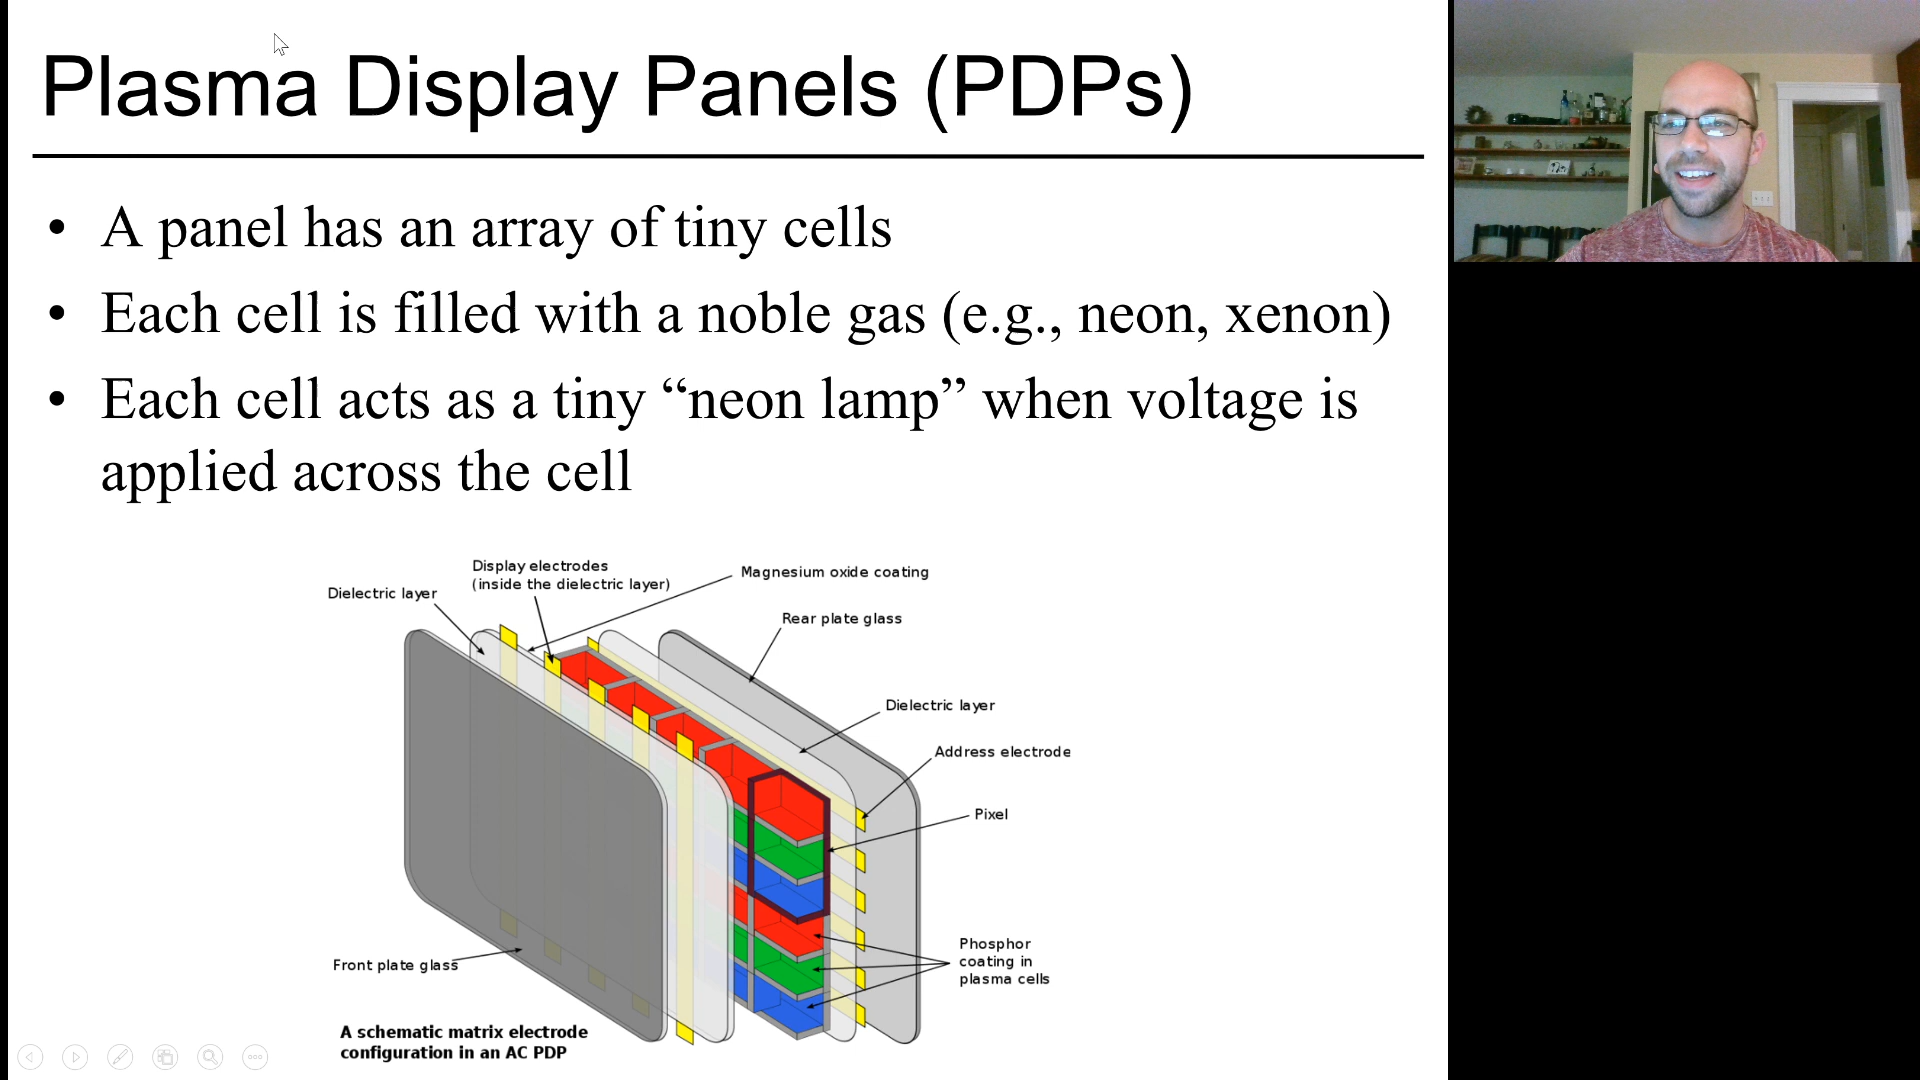 Plasma Display Panels (PDPs)
• A panel has an array of tiny cells
• Each cell is filled with a noble gas (e.g., neon, xenon)
• Each cell acts as a tiny “neon lamp” when voltage is
applied across the cell
Display electrodes
(inside the dielectric layer)
Magnesium oxide coating
Dielectric layer
Rear plate glass
Dielectric layer
Address electrode
Pixel
Phosphor
coating in
plasma cells
Front plate glass
A schematic matrix electrode
configuration in an AC PDP